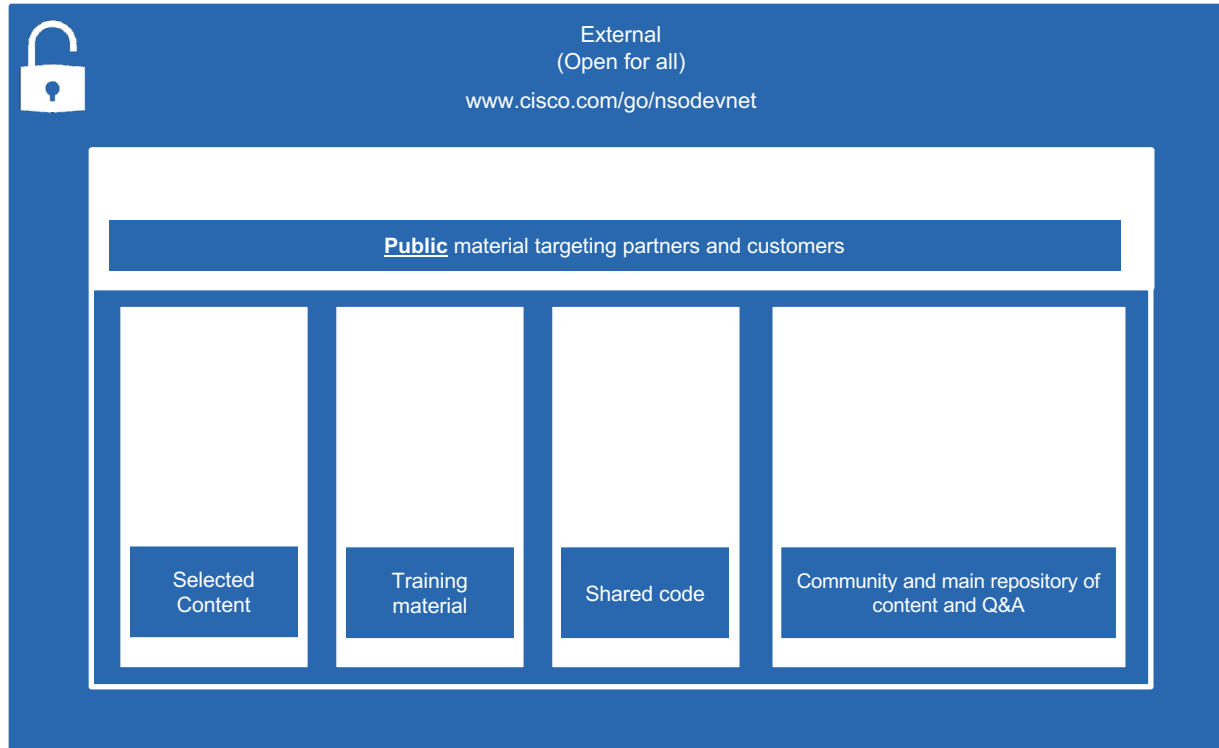 External
(Open for all)
www.cisco.com/go/nsodevnet
Public material targeting partners and customers
Selected
Content
Training
material
Shared code
Community and main repository of
content and Q&A